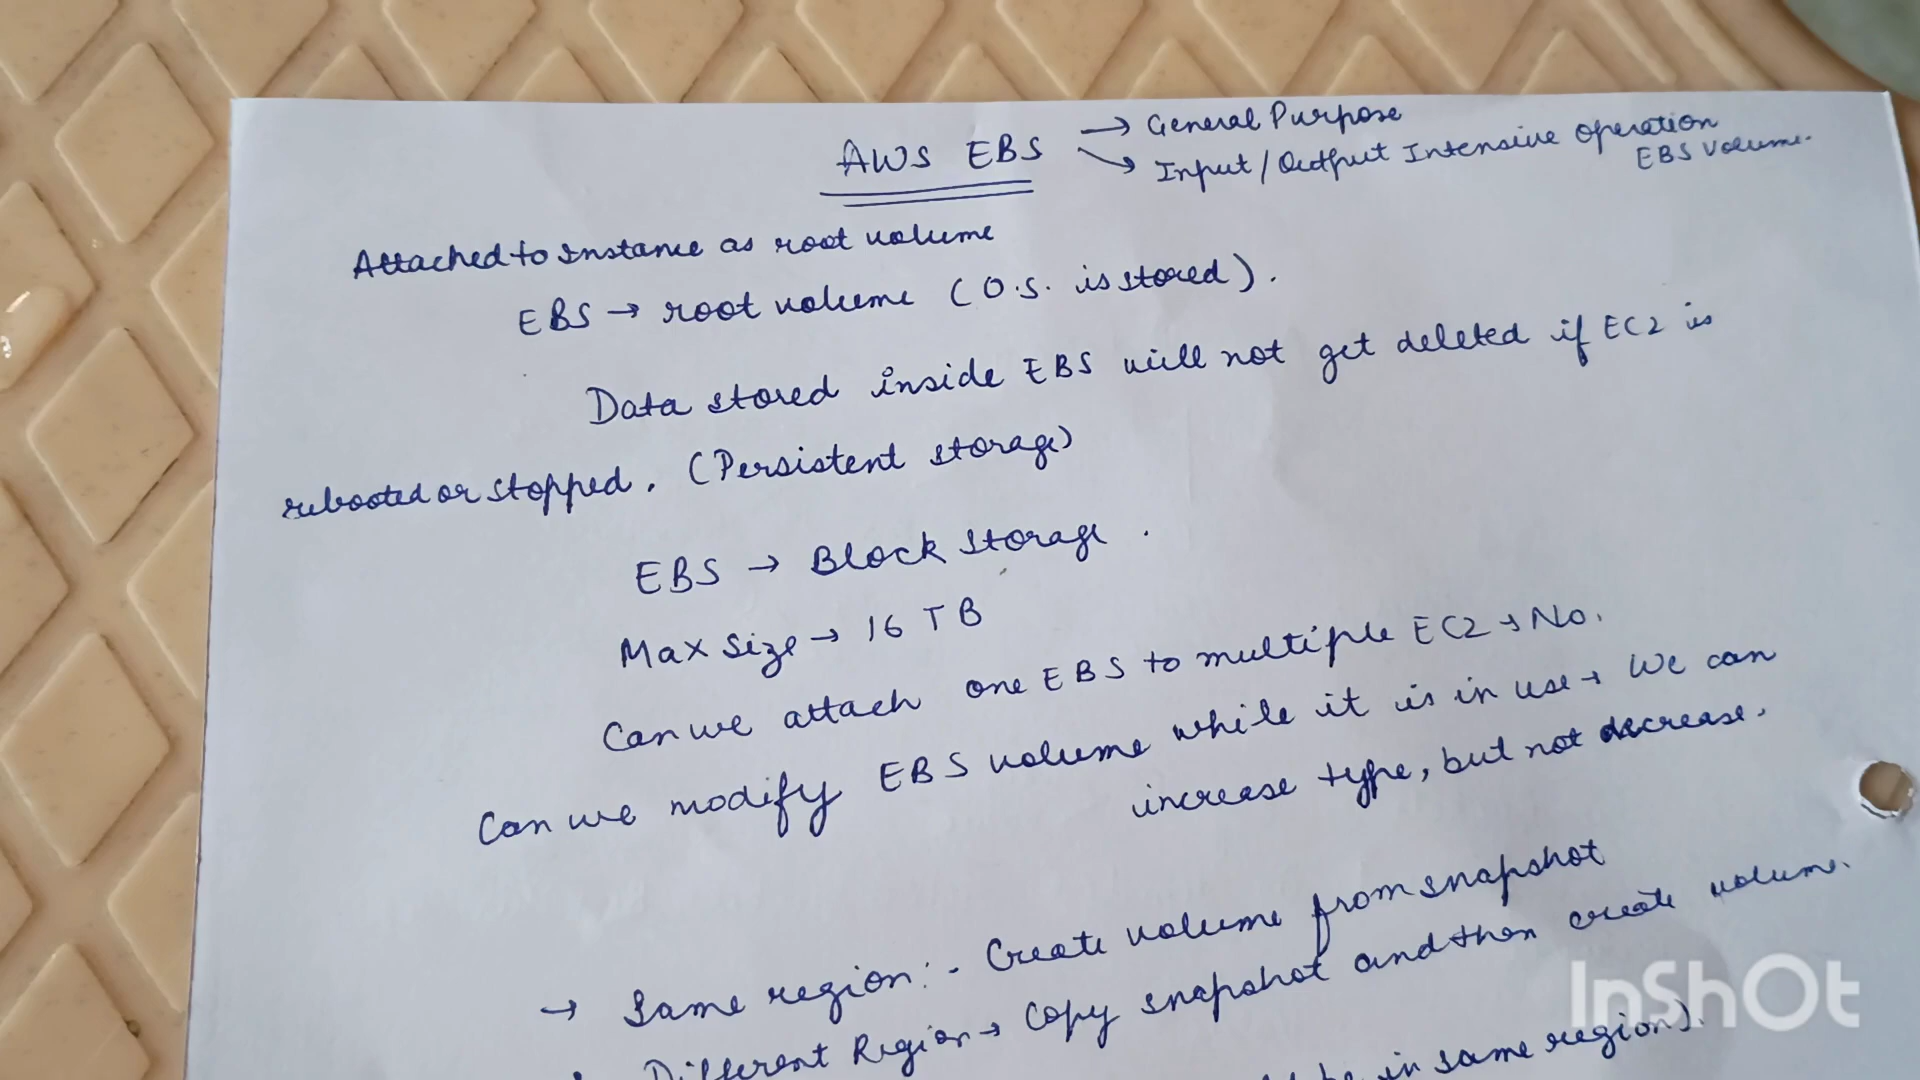 AWS EBS → General Purpose
→ Input / Output Intensive operation
EBS Volume.
Attached to Instance as root volume
EBS → root volume (O.S. is stored).
Data stored inside EBS will not get deleted if EC2 is
rebooted or stopped. (Persistent storage)
EBS → Block Storage.
Max Size → 16 TB
Can we attach one EBS to multiple EC2 → No.
Can we modify EBS volume while it is in use → We can
increase type, but not decrease.
→ Same region:- Create volume from snapshot
Different Region → Copy snapshot and then create volum.
be in same region).
InShOt